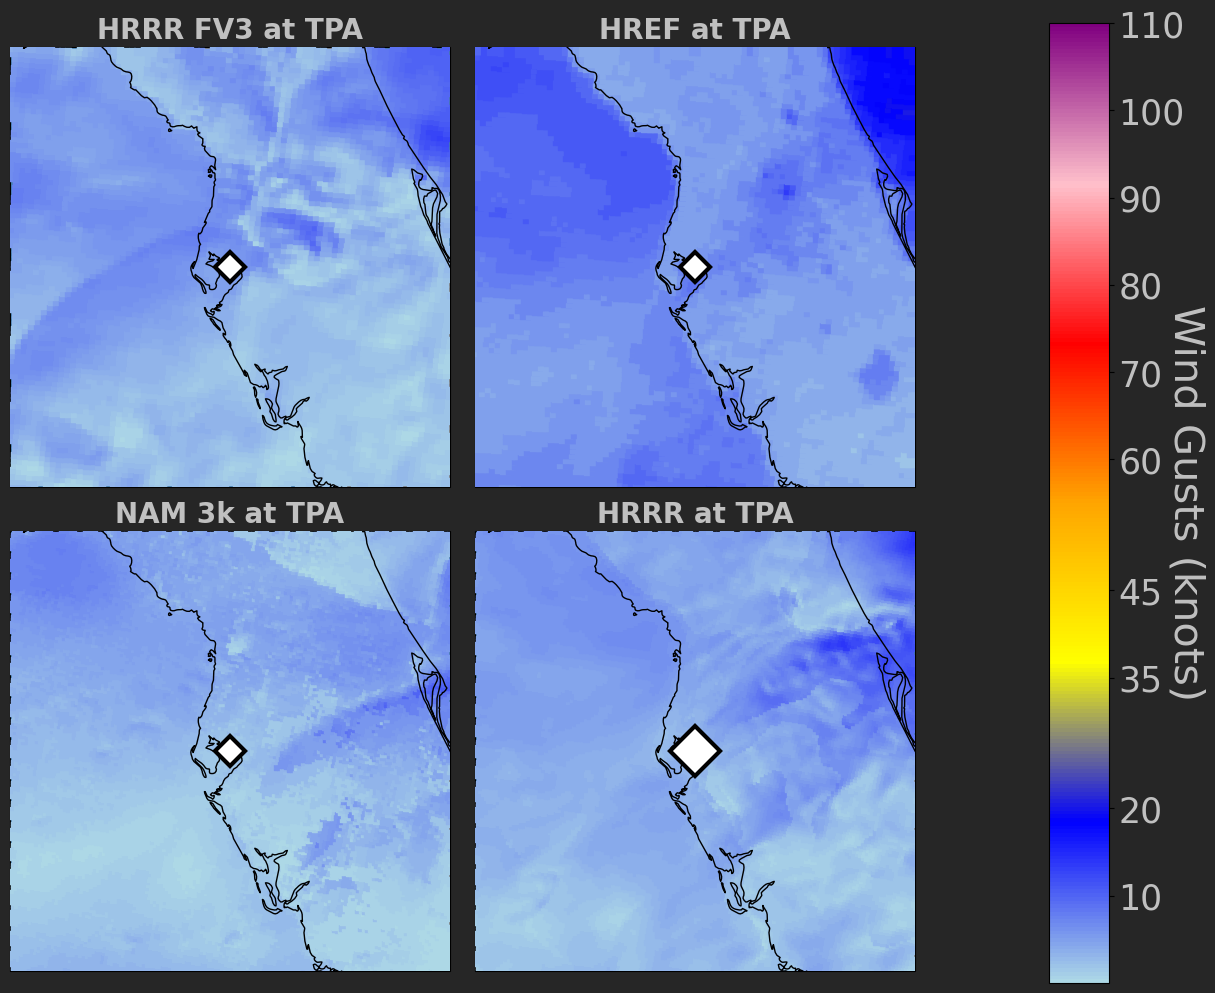 HRRR FV3 at TPA
HREF at TPA
NAM 3k at TPA
HRRR at TPA
110
100
90
80
70
60
45
35
20
10
Wind Gusts (knots)